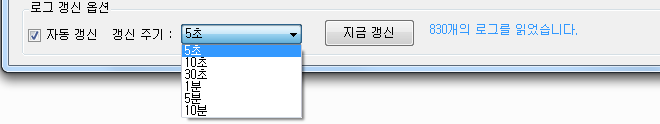 로그 갱신 옵션
자동 갱신 갱신 주기 : 5초 지금 갱신 830개의 로그를 읽었습니다.
5초
10초
30초
1분
5분
10분